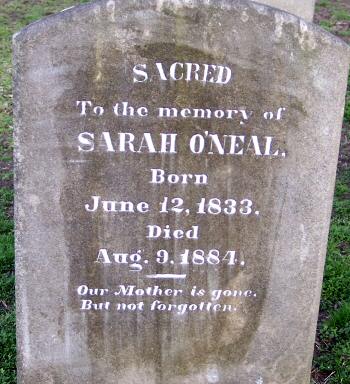 SACRED
To the memory of
SARAH O'NEAL.
Born
June 12, 1833.
Died
Aug. 9. 1884.
Our Mother is gone.
But not forgotten.